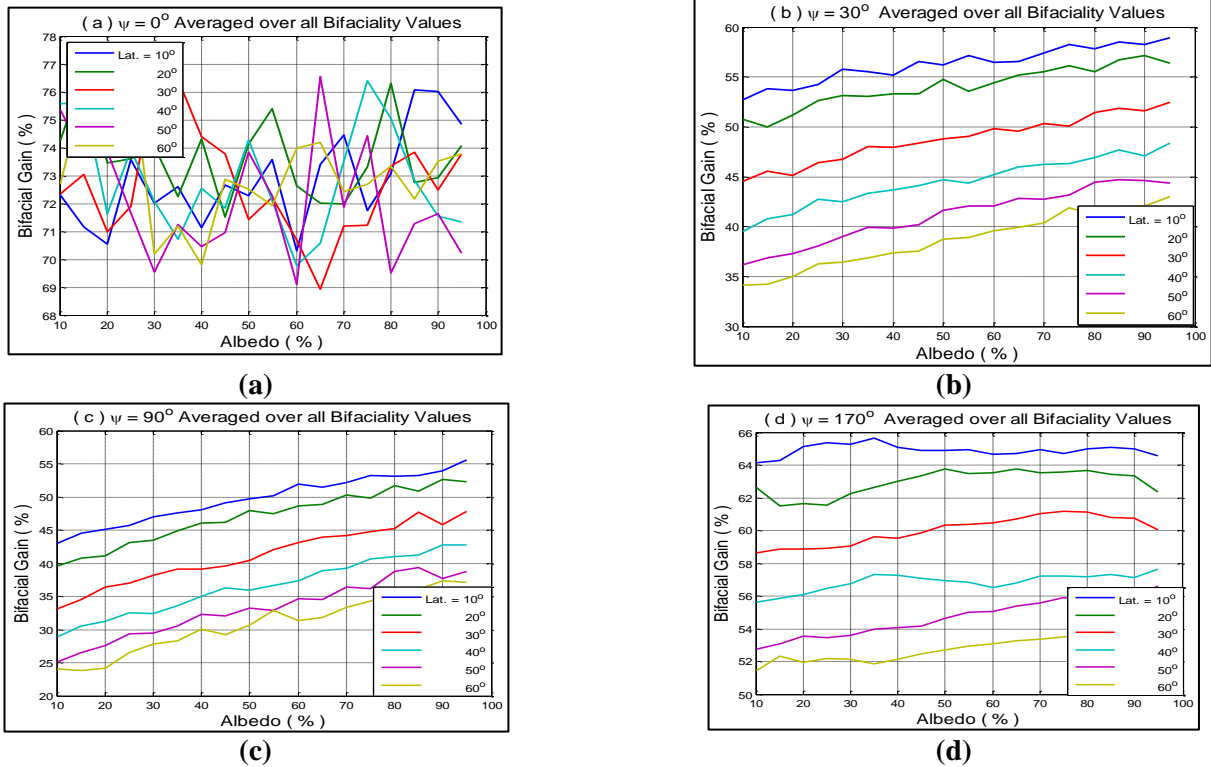 ( a ) ψ = 0° Averaged over all Bifaciality Values
78
77
76
75
74
73
72
71
70
69
68
Bifacial Gain ( % )
Lat. = 10°
20°
30°
40°
50°
60°
10 20 30 40 50 60 70 80 90 100
Albedo ( % )
(a)
( b ) ψ = 30° Averaged over all Bifaciality Values
60
55
50
45
40
35
30
Bifacial Gain ( % )
Lat. = 10°
20°
30°
40°
50°
60°
10 20 30 40 50 60 70 80 90 100
Albedo ( % )
(b)
( c ) ψ = 90° Averaged over all Bifaciality Values
60
55
50
45
40
35
30
25
20
Bifacial Gain ( % )
Lat. = 10°
20°
30°
40°
50°
60°
10 20 30 40 50 60 70 80 90 100
Albedo ( % )
(c)
( d ) ψ = 170° Averaged over all Bifaciality Values
66
64
62
60
58
56
54
52
50
Bifacial Gain ( % )
Lat. = 10°
20°
30°
40°
50°
60°
10 20 30 40 50 60 70 80 90 100
Albedo ( % )
(d)